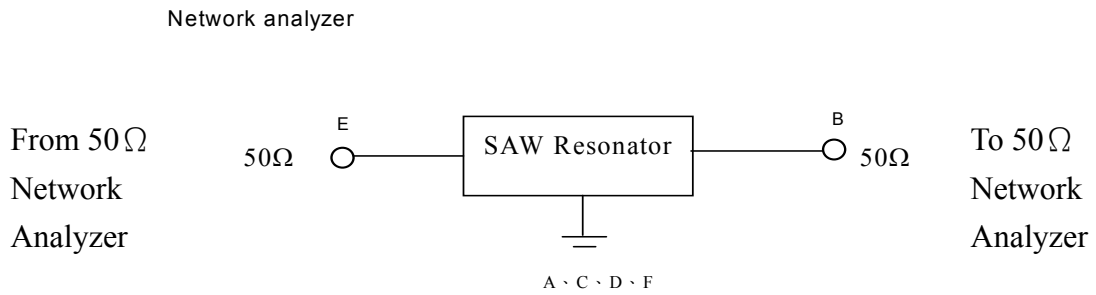 Network analyzer
From 50Ω
Network
Analyzer
50Ω
E
SAW Resonator
B
50Ω
To 50Ω
Network
Analyzer
A、C、D、F